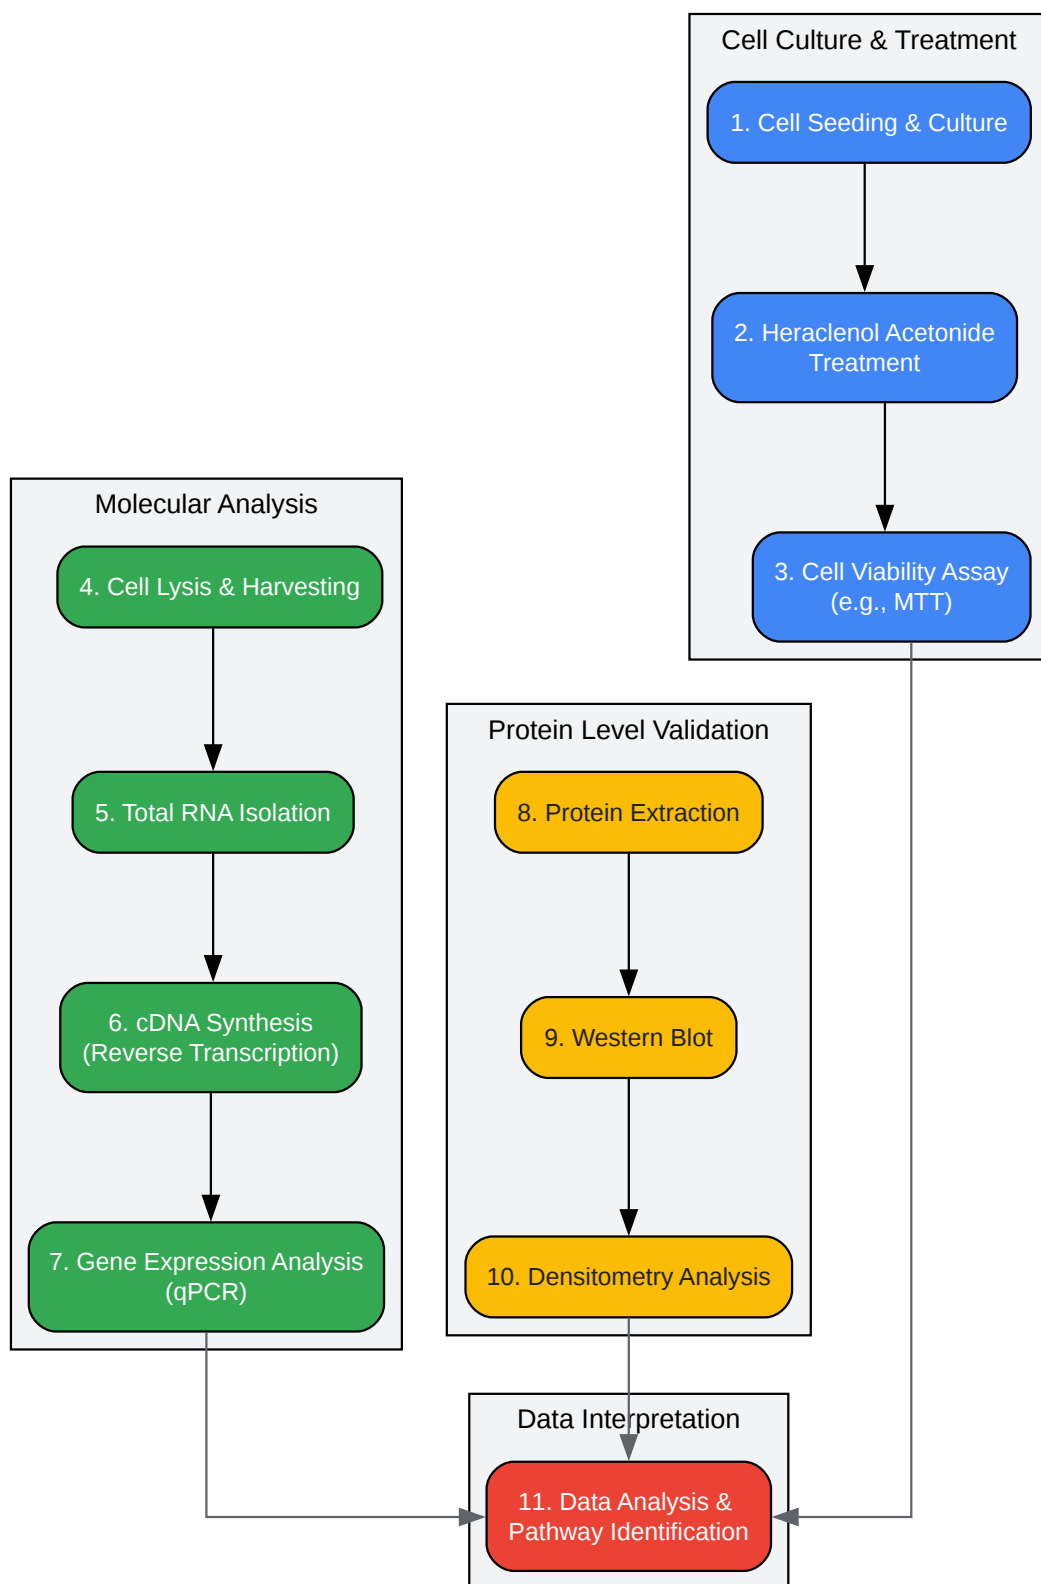 Cell Culture & Treatment
1. Cell Seeding & Culture
2. Heraclenol Acetonide
Treatment
3. Cell Viability Assay
(e.g., MTT)
Molecular Analysis
4. Cell Lysis & Harvesting
5. Total RNA Isolation
6. cDNA Synthesis
(Reverse Transcription)
7. Gene Expression Analysis
(qPCR)
Protein Level Validation
8. Protein Extraction
9. Western Blot
10. Densitometry Analysis
Data Interpretation
11. Data Analysis &
Pathway Identification